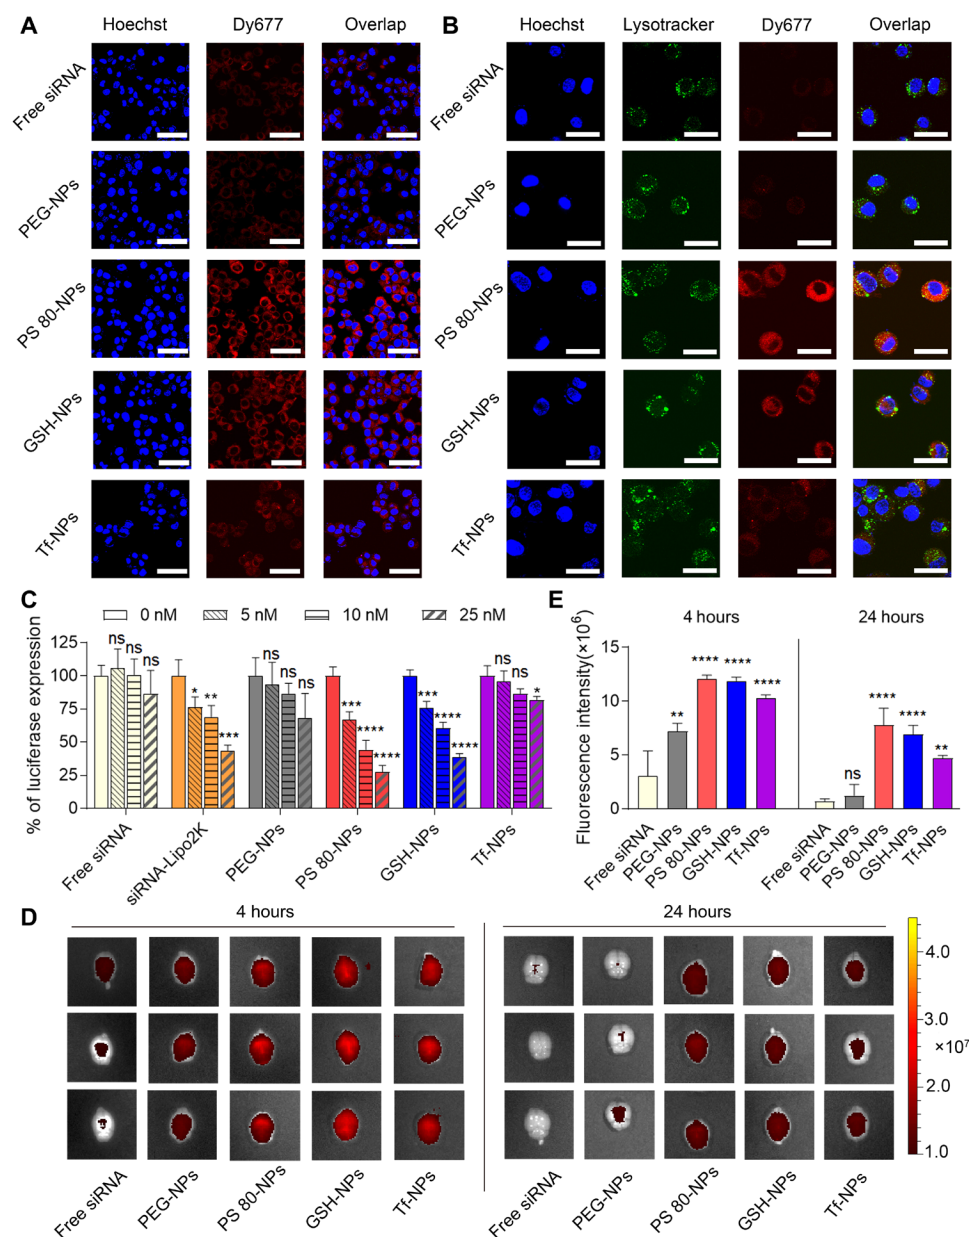 A
Hoechst
Dy677
Overlap
Free siRNA
PEG-NPs
PS 80-NPs
GSH-NPs
Tf-NPs
B
Hoechst
Lysotracker
Dy677
Overlap
Free siRNA
PEG-NPs
PS 80-NPs
GSH-NPs
Tf-NPs
C
0 nM
5 nM
10 nM
25 nM
% of luciferase expression
125
100
75
50
25
0
ns
ns
ns
*
**
***
ns
ns
ns
***
****
****
***
****
****
ns
ns
*
Free siRNA
siRNA-Lipo2K
PEG-NPs
PS 80-NPs
GSH-NPs
Tf-NPs
E
4 hours
24 hours
Fluorescence intensity(×10⁶)
15
10
5
0
**
****
****
****
ns
****
****
**
Free siRNA
PEG-NPs
PS 80-NPs
GSH-NPs
Tf-NPs
Free siRNA
PEG-NPs
PS 80-NPs
GSH-NPs
Tf-NPs
D
4 hours
24 hours
4.0
3.0
×10⁷
2.0
1.0
Free siRNA
PEG-NPs
PS 80-NPs
GSH-NPs
Tf-NPs
Free siRNA
PEG-NPs
PS 80-NPs
GSH-NPs
Tf-NPs